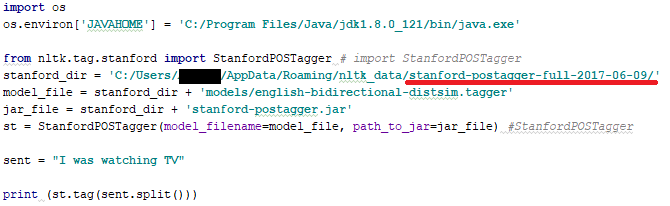 import os
os.environ['JAVAHOME'] = 'C:/Program Files/Java/jdk1.8.0_121/bin/java.exe'
from nltk.tag.stanford import StanfordPOSTagger # import StanfordPOSTagger
stanford_dir = 'C:/Users/ /AppData/Roaming/nltk_data/stanford-postagger-full-2017-06-09/'
model_file = stanford_dir + 'models/english-bidirectional-distsim.tagger'
jar_file = stanford_dir + 'stanford-postagger.jar'
st = StanfordPOSTagger(model_filename=model_file, path_to_jar=jar_file) #StanfordPOSTagger
sent = "I was watching TV"
print (st.tag(sent.split()))